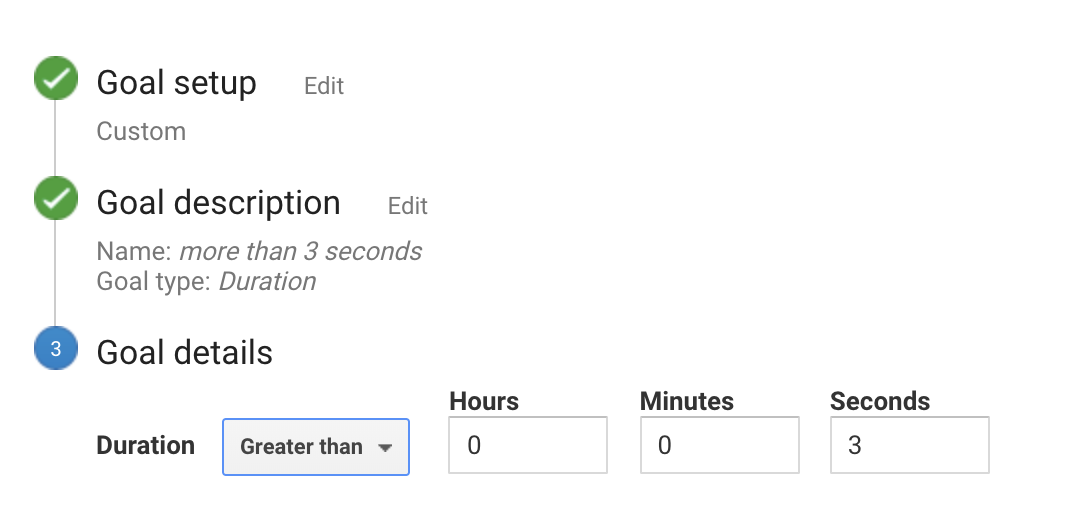 Goal setup Edit
Custom
Goal description Edit
Name: more than 3 seconds
Goal type: Duration
3 Goal details
Hours Minutes Seconds
Duration Greater than 0 0 3